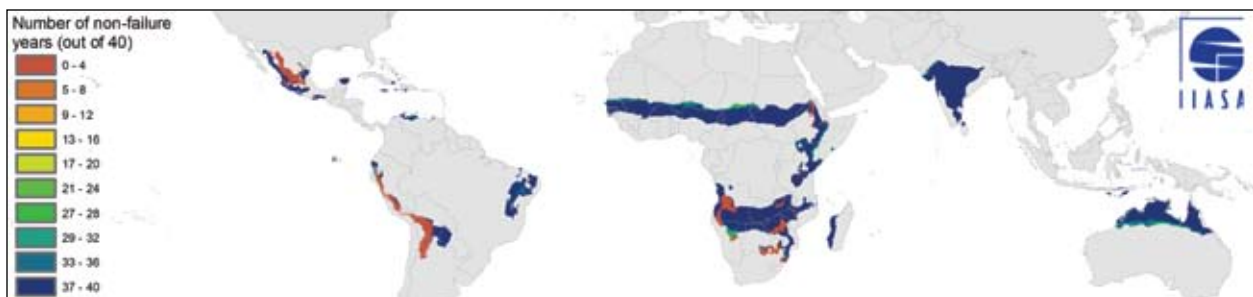 Number of non-failure
years (out of 40)
0 - 4
5 - 8
9 - 12
13 - 16
17 - 20
21 - 24
27 - 28
29 - 32
33 - 36
37 - 40
IIASA